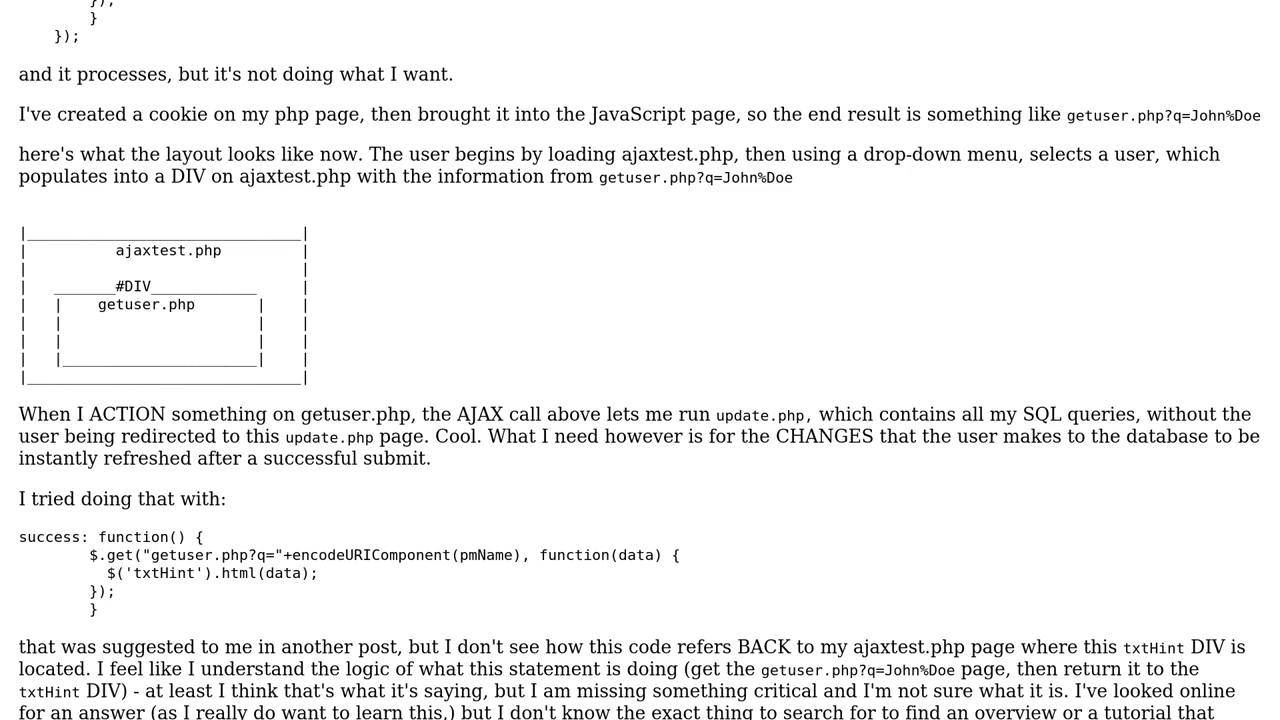 });
        }
    });
and it processes, but it's not doing what I want.
I've created a cookie on my php page, then brought it into the JavaScript page, so the end result is something like getuser.php?q=John%Doe
here's what the layout looks like now. The user begins by loading ajaxtest.php, then using a drop-down menu, selects a user, which
populates into a DIV on ajaxtest.php with the information from getuser.php?q=John%Doe
|_______________________________|
|          ajaxtest.php         |
|                               |
|   _______#DIV____________     |
|   |    getuser.php       |    |
|   |                      |    |
|   |                      |    |
|   |______________________|    |
|_______________________________|
When I ACTION something on getuser.php, the AJAX call above lets me run update.php, which contains all my SQL queries, without the
user being redirected to this update.php page. Cool. What I need however is for the CHANGES that the user makes to the database to be
instantly refreshed after a successful submit.
I tried doing that with:
success: function() {
        $.get("getuser.php?q="+encodeURIComponent(pmName), function(data) {
          $('txtHint').html(data);
        });
        }
that was suggested to me in another post, but I don't see how this code refers BACK to my ajaxtest.php page where this txtHint DIV is
located. I feel like I understand the logic of what this statement is doing (get the getuser.php?q=John%Doe page, then return it to the
txtHint DIV) - at least I think that's what it's saying, but I am missing something critical and I'm not sure what it is. I've looked online
for an answer (as I really do want to learn this,) but I don't know the exact thing to search for to find an overview or a tutorial that